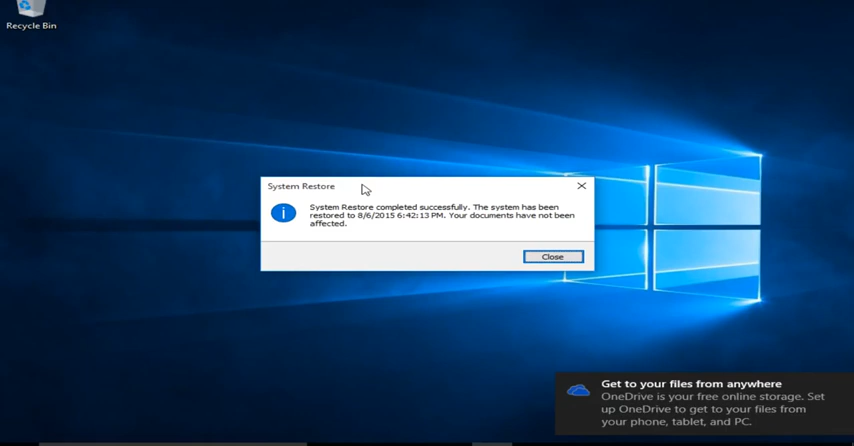 Recycle Bin
System Restore
System Restore completed successfully. The system has been
restored to 8/6/2015 6:42:13 PM. Your documents have not been
affected.
Close
Get to your files from anywhere
OneDrive is your free online storage. Set
up OneDrive to get to your files from
your phone, tablet, and PC.